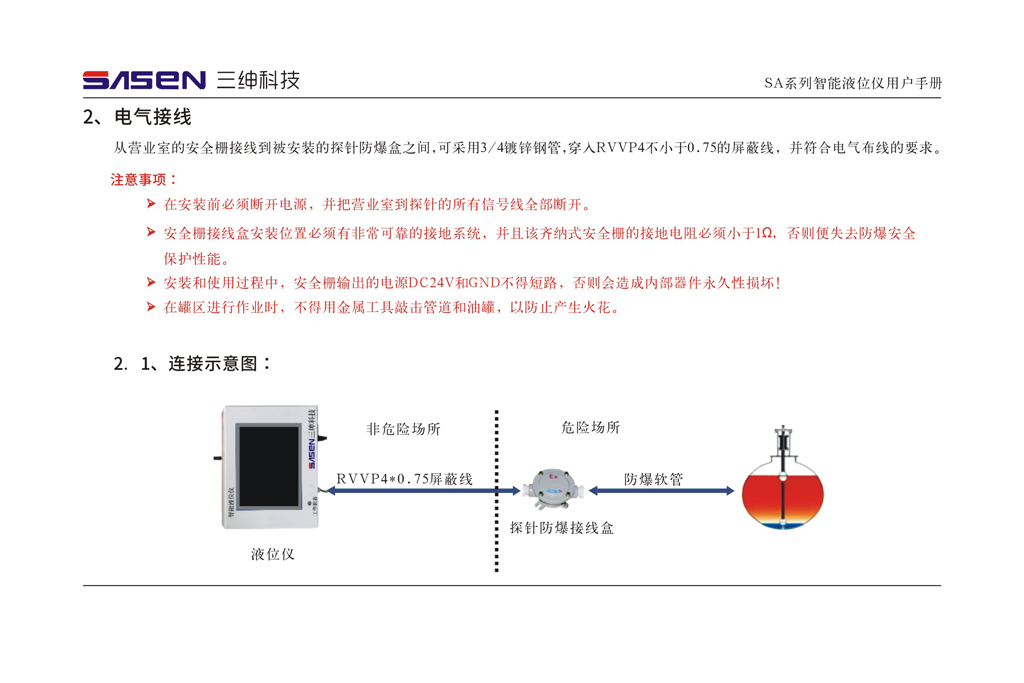 SASEN 三绅科技
SA系列智能液位仪用户手册
2、电气接线
从营业室的安全栅接线到被安装的探针防爆盒之间,可采用3/4镀锌钢管,穿入RVVP4不小于0.75的屏蔽线，并符合电气布线的要求。
注意事项：
➢ 在安装前必须断开电源，并把营业室到探针的所有信号线全部断开。
➢ 安全栅接线盒安装位置必须有非常可靠的接地系统，并且该齐纳式安全栅的接地电阻必须小于1Ω，否则便失去防爆安全
保护性能。
➢ 安装和使用过程中，安全栅输出的电源DC24V和GND不得短路，否则会造成内部器件永久性损坏！
➢ 在罐区进行作业时，不得用金属工具敲击管道和油罐，以防止产生火花。
2. 1、连接示意图：
SASEN三绅科技
智能液位仪
非危险场所
危险场所
RVVP4*0.75屏蔽线
防爆软管
探针防爆接线盒
液位仪